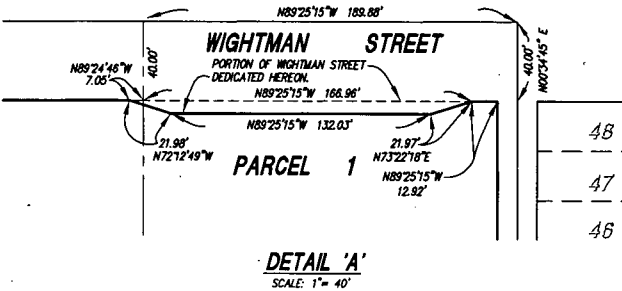 N89°25'15"W 189.88'
WIGHTMAN STREET
N89°24'46"W
7.05'
40.00'
PORTION OF WIGHTMAN STREET
DEDICATED HEREON.
N89°25'15"W 166.96'
40.00'
N00°34'45" E
21.98'
N72°12'49"W
N89°25'15"W 132.03'
21.97'
N73°22'18"E
N89°25'15"W
12.92'
PARCEL 1
48
47
46
DETAIL 'A'
SCALE: 1"= 40'